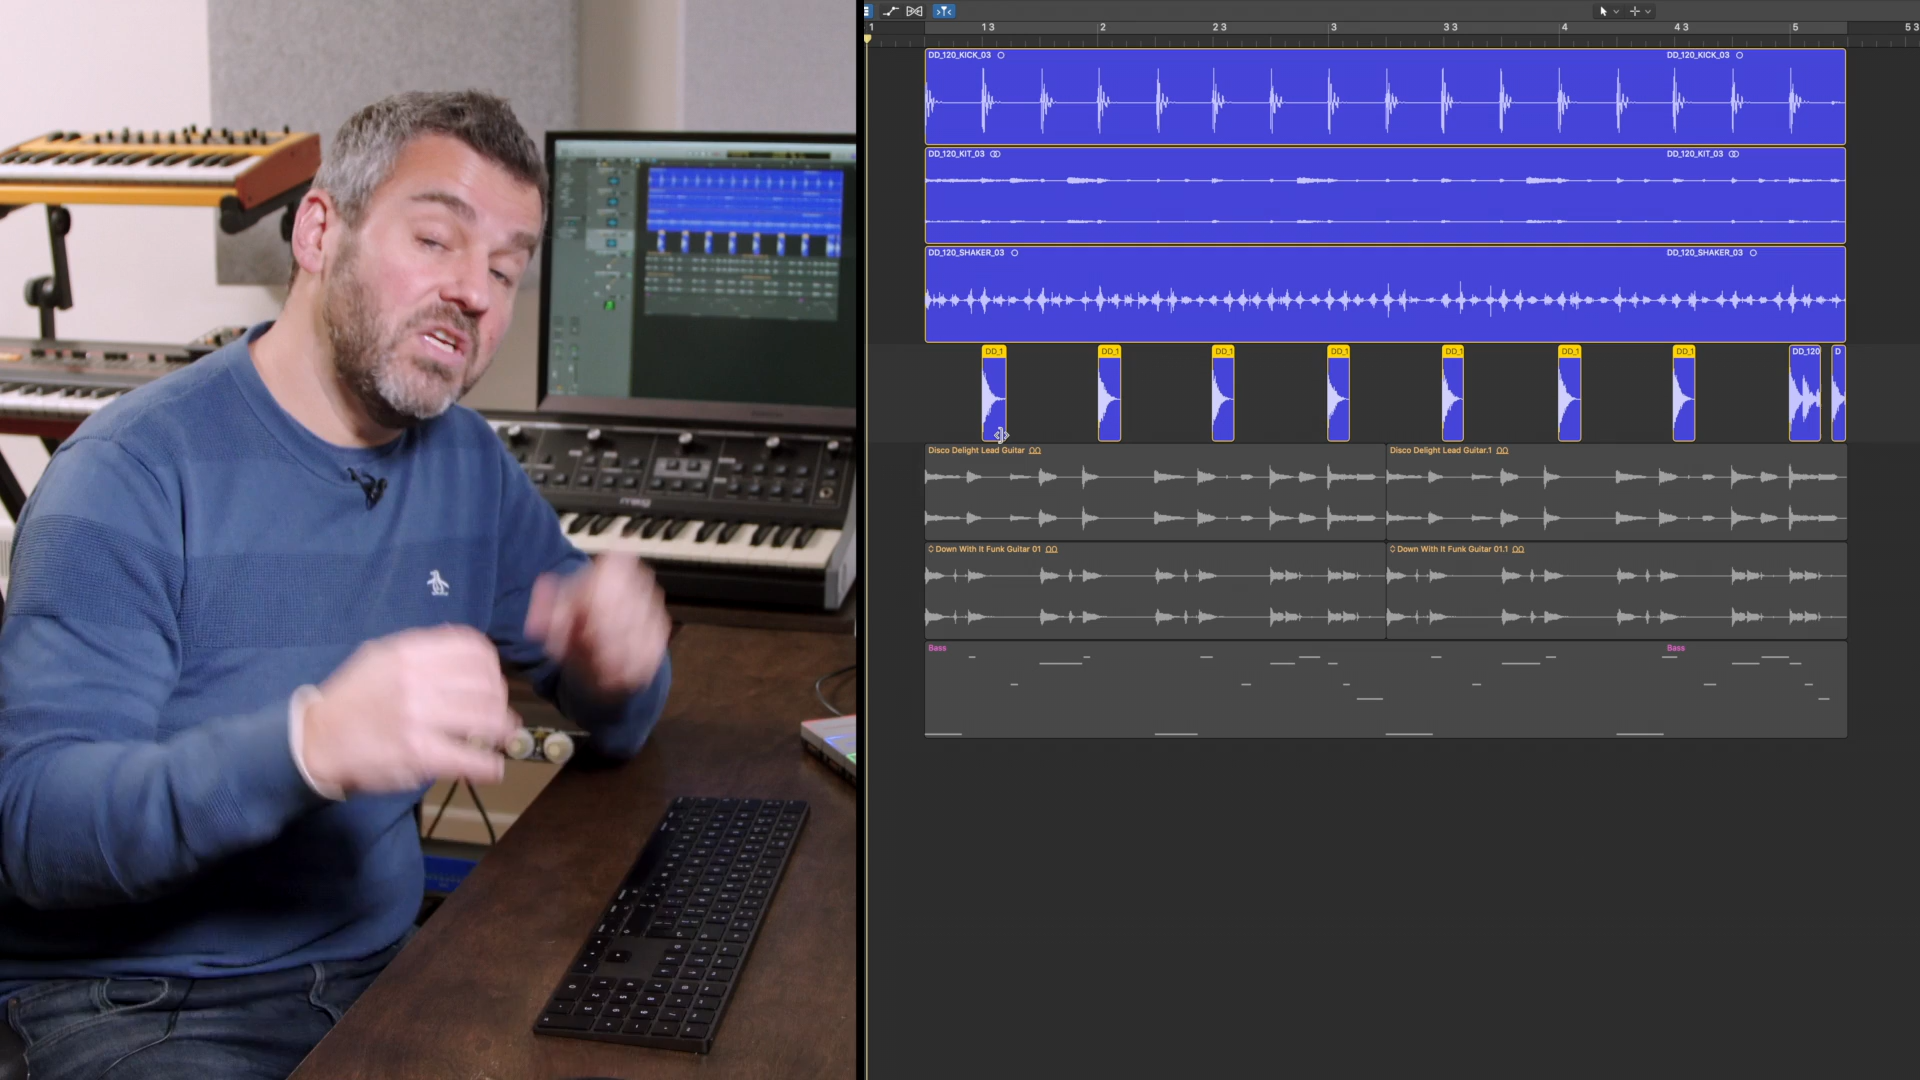 1 1 3 2 2 3 3 3 3 4 4 3 5 5 3
DD_120_KICK_03 DD_120_KICK_03
DD_120_KIT_03 DD_120_KIT_03
DD_120_SHAKER_03 DD_120_SHAKER_03
DD_1 DD_1 DD_1 DD_1 DD_1 DD_1 DD_1 DD_120 D
Disco Delight Lead Guitar Disco Delight Lead Guitar.1
Down With It Funk Guitar 01 Down With It Funk Guitar 01.1
Bass Bass
moog